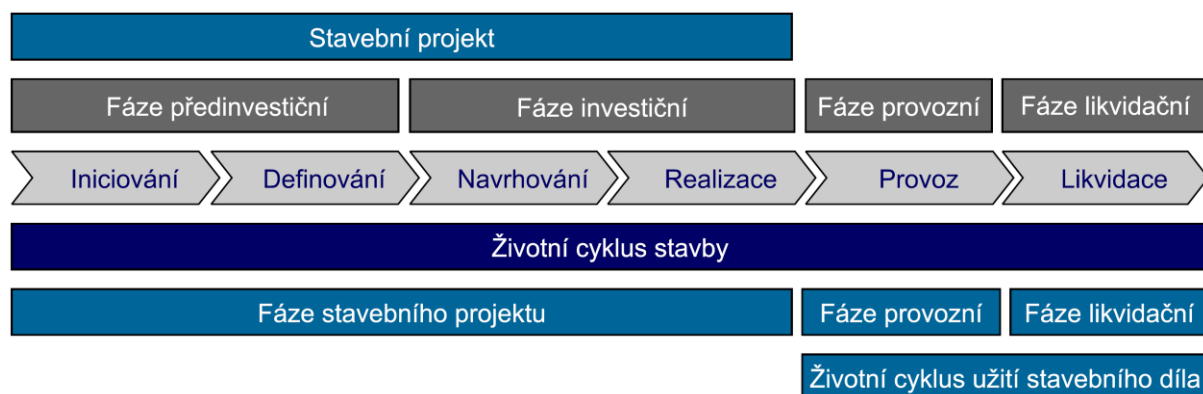 Stavební projekt
Fáze předinvestiční
Fáze investiční
Fáze provozní
Fáze likvidační
Iniciování
Definování
Navrhování
Realizace
Provoz
Likvidace
Životní cyklus stavby
Fáze stavebního projektu
Fáze provozní
Fáze likvidační
Životní cyklus užití stavebního díla